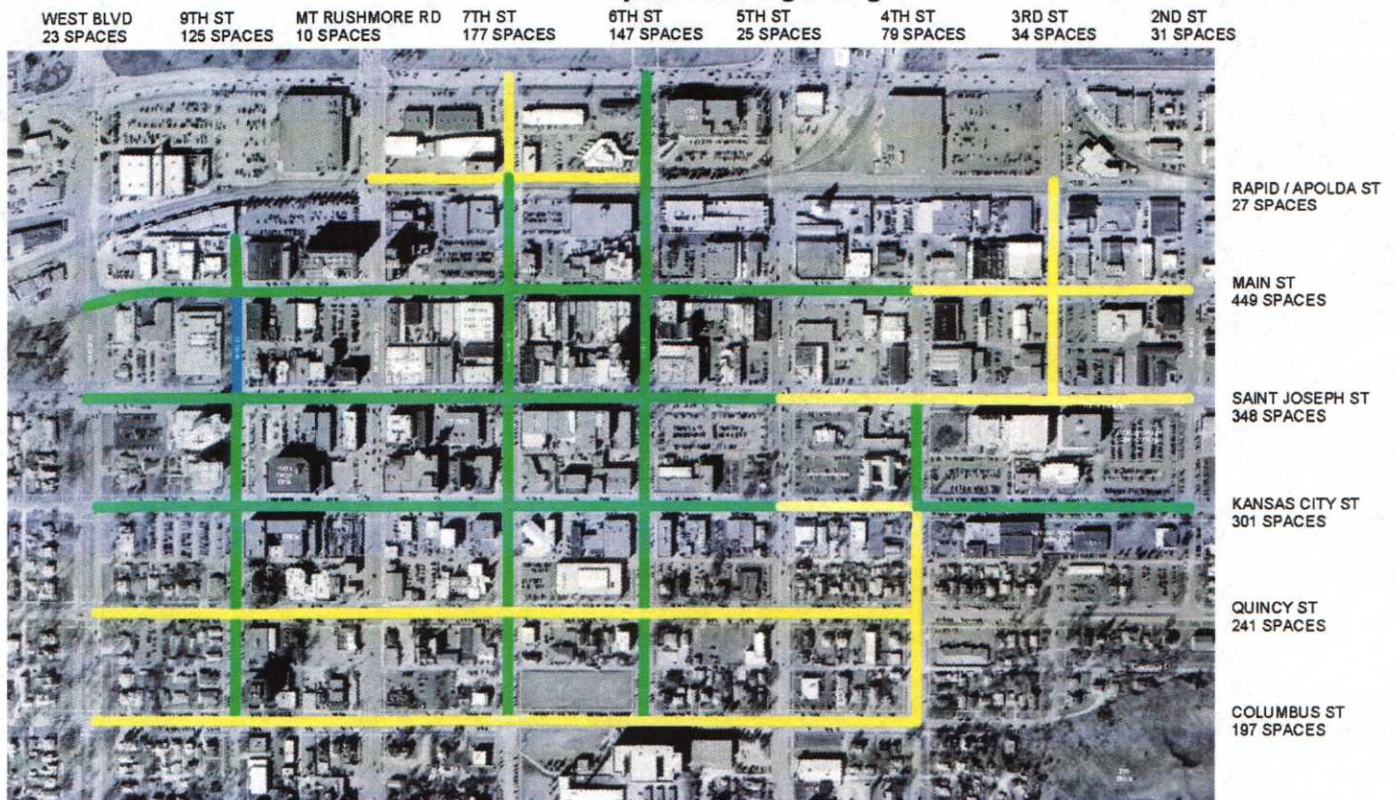 WEST BLVD
23 SPACES
9TH ST
125 SPACES
MT RUSHMORE RD
10 SPACES
7TH ST
177 SPACES
6TH ST
147 SPACES
5TH ST
25 SPACES
4TH ST
79 SPACES
3RD ST
34 SPACES
2ND ST
31 SPACES
RAPID / APOLDA ST
27 SPACES
MAIN ST
449 SPACES
SAINT JOSEPH ST
348 SPACES
KANSAS CITY ST
301 SPACES
QUINCY ST
241 SPACES
COLUMBUS ST
197 SPACES